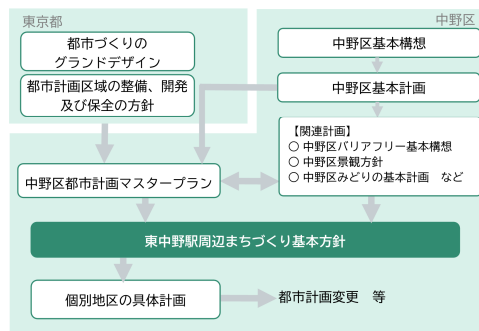 東京都
都市づくりの
グランドデザイン
都市計画区域の整備、開発
及び保全の方針
中野区
中野区基本構想
中野区基本計画
【関連計画】
○ 中野区バリアフリー基本構想
○ 中野区景観方針
○ 中野区みどりの基本計画　など
中野区都市計画マスタープラン
東中野駅周辺まちづくり基本方針
個別地区の具体計画
都市計画変更　等